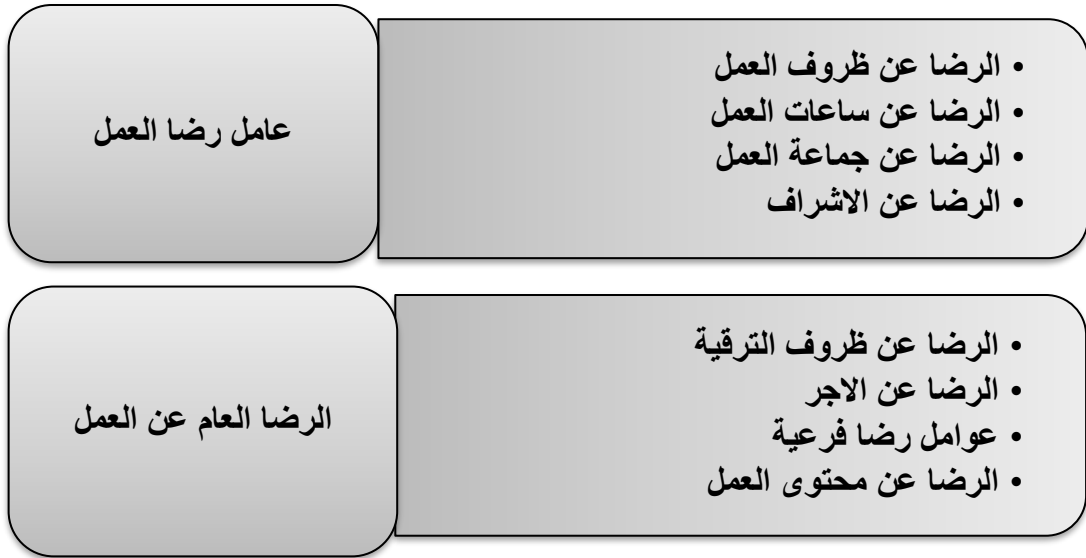 • الرضا عن ظروف العمل
• الرضا عن ساعات العمل
• الرضا عن جماعة العمل
• الرضا عن الاشراف
عامل رضا العمل
• الرضا عن ظروف الترقية
• الرضا عن الاجر
• عوامل رضا فرعية
• الرضا عن محتوى العمل
الرضا العام عن العمل